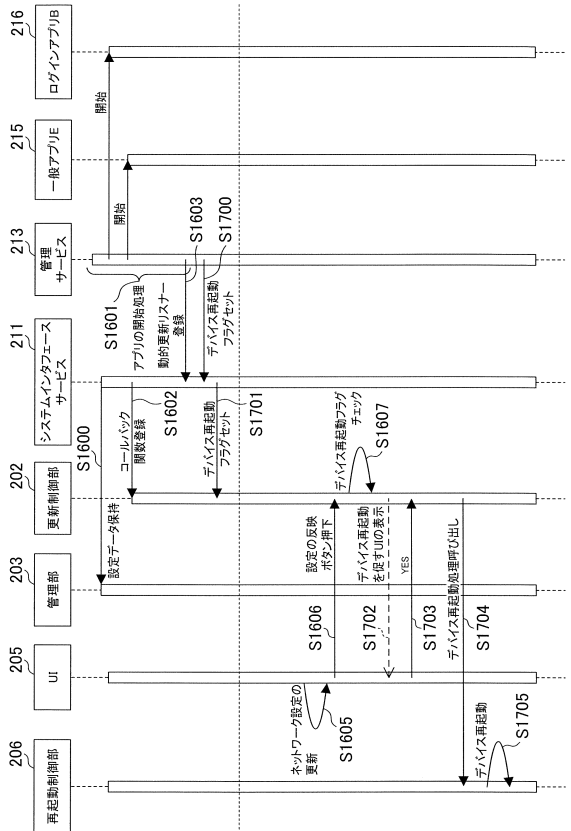 206
再起動制御部
205
UI
203
管理部
202
更新制御部
211
システムインタフェース
サービス
213
管理
サービス
215
一般アプリE
216
ログインアプリB
開始
開始
S1601
アプリの開始処理
S1600
設定データ保持
S1602
コールバック
関数登録
S1603
動的更新リスナー
登録
S1700
デバイス再起動
フラグセット
S1701
デバイス再起動
フラグセット
ネットワーク設定の
更新
S1605
設定の反映
ボタン押下
S1606
デバイス再起動フラグ
チェック
S1607
デバイス再起動
を促すUIの表示
S1702
YES
S1703
デバイス再起動処理呼び出し
S1704
デバイス再起動
S1705